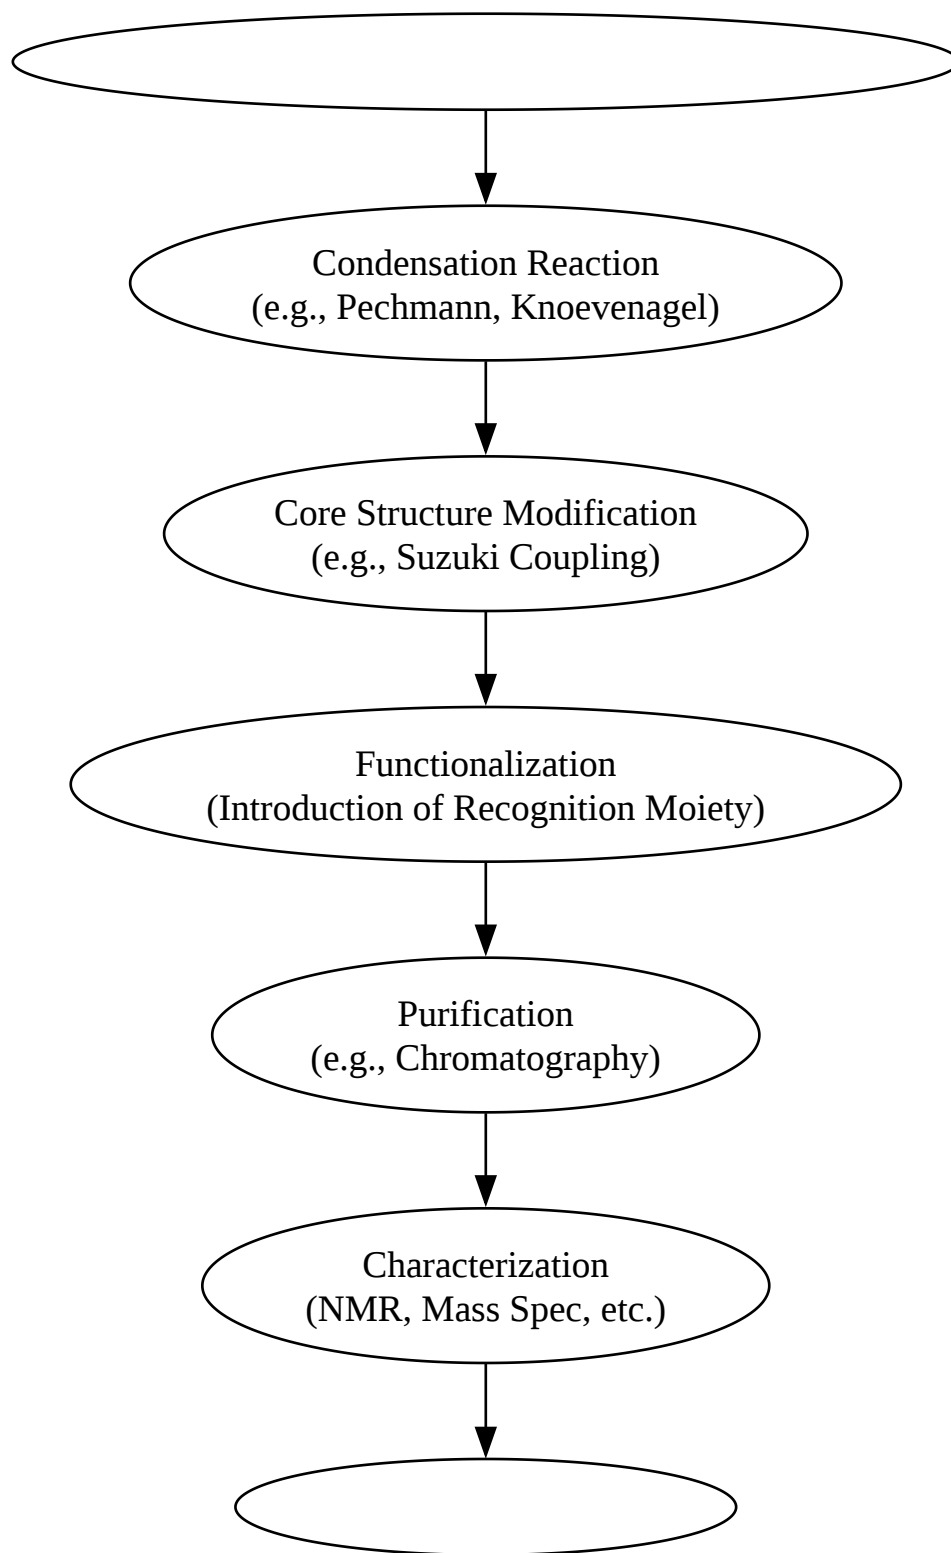 Condensation Reaction
(e.g., Pechmann, Knoevenagel)
Core Structure Modification
(e.g., Suzuki Coupling)
Functionalization
(Introduction of Recognition Moiety)
Purification
(e.g., Chromatography)
Characterization
(NMR, Mass Spec, etc.)